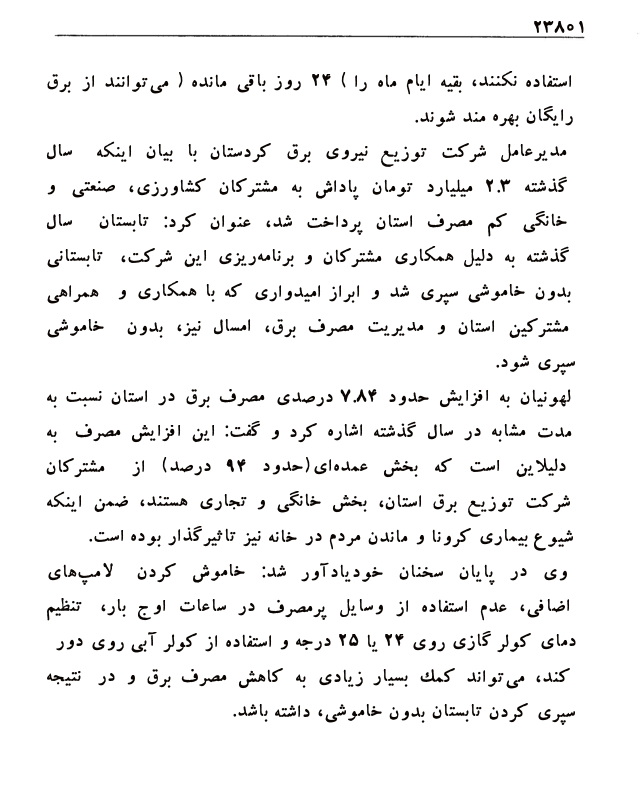 ۲۳۸۰۱
استفاده نکنند، بقیه ایام ماه را ) ۲۴ روز باقی مانده ( می‌توانند از برق
رایگان بهره مند شوند.
مدیرعامل شرکت توزیع نیروی برق کردستان با بیان اینکه سال
گذشته ۲.۳ میلیارد تومان پاداش به مشترکان کشاورزی، صنعتی و
خانگی کم مصرف استان پرداخت شد، عنوان کرد: تابستان سال
گذشته به دلیل همکاری مشترکان و برنامه‌ریزی این شرکت، تابستانی
بدون خاموشی سپری شد و ابراز امیدواری که با همکاری و همراهی
مشترکین استان و مدیریت مصرف برق، امسال نیز، بدون خاموشی
سپری شود.
لهونیان به افزایش حدود ۷.۸۴ درصدی مصرف برق در استان نسبت به
مدت مشابه در سال گذشته اشاره کرد و گفت: این افزایش مصرف به
دلیلاین است که بخش عمده‌ای(حدود ۹۴ درصد) از مشترکان
شرکت توزیع برق استان، بخش خانگی و تجاری هستند، ضمن اینکه
شیوع بیماری کرونا و ماندن مردم در خانه نیز تاثیرگذار بوده است.
وی در پایان سخنان خودیادآور شد: خاموش کردن لامپ‌های
اضافی، عدم استفاده از وسایل پرمصرف در ساعات اوج بار، تنظیم
دمای کولر گازی روی ۲۴ یا ۲۵ درجه و استفاده از کولر آبی روی دور
کند، می‌تواند کمك بسیار زیادی به کاهش مصرف برق و در نتیجه
سپری کردن تابستان بدون خاموشی، داشته باشد.